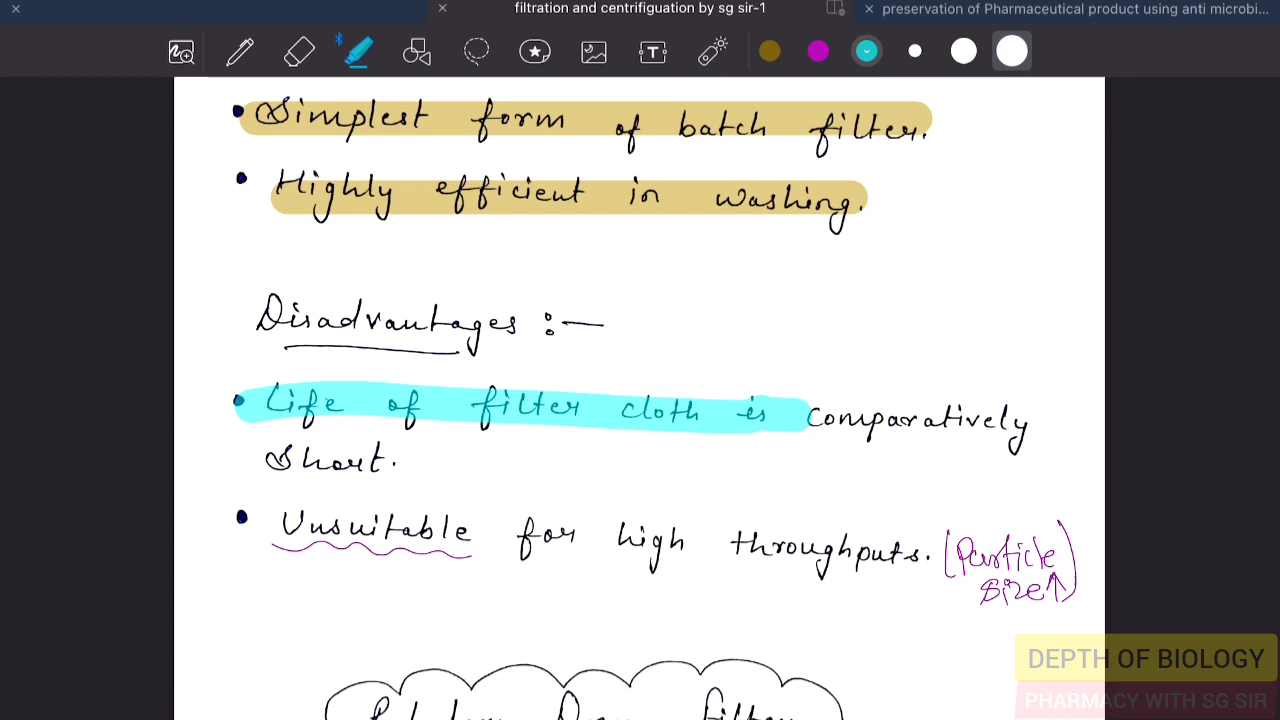 filtration and centrifiguation by sg sir-1
preservation of Pharmaceutical product using anti microbi...
• Simplest form of batch filter.
• Highly efficient in washing.
Disadvantages :—
• Life of filter cloth is comparatively
Short.
• Unsuitable for high throughputs. (Particle
size↑)
DEPTH OF BIOLOGY
PHARMACY WITH SG SIR
filter